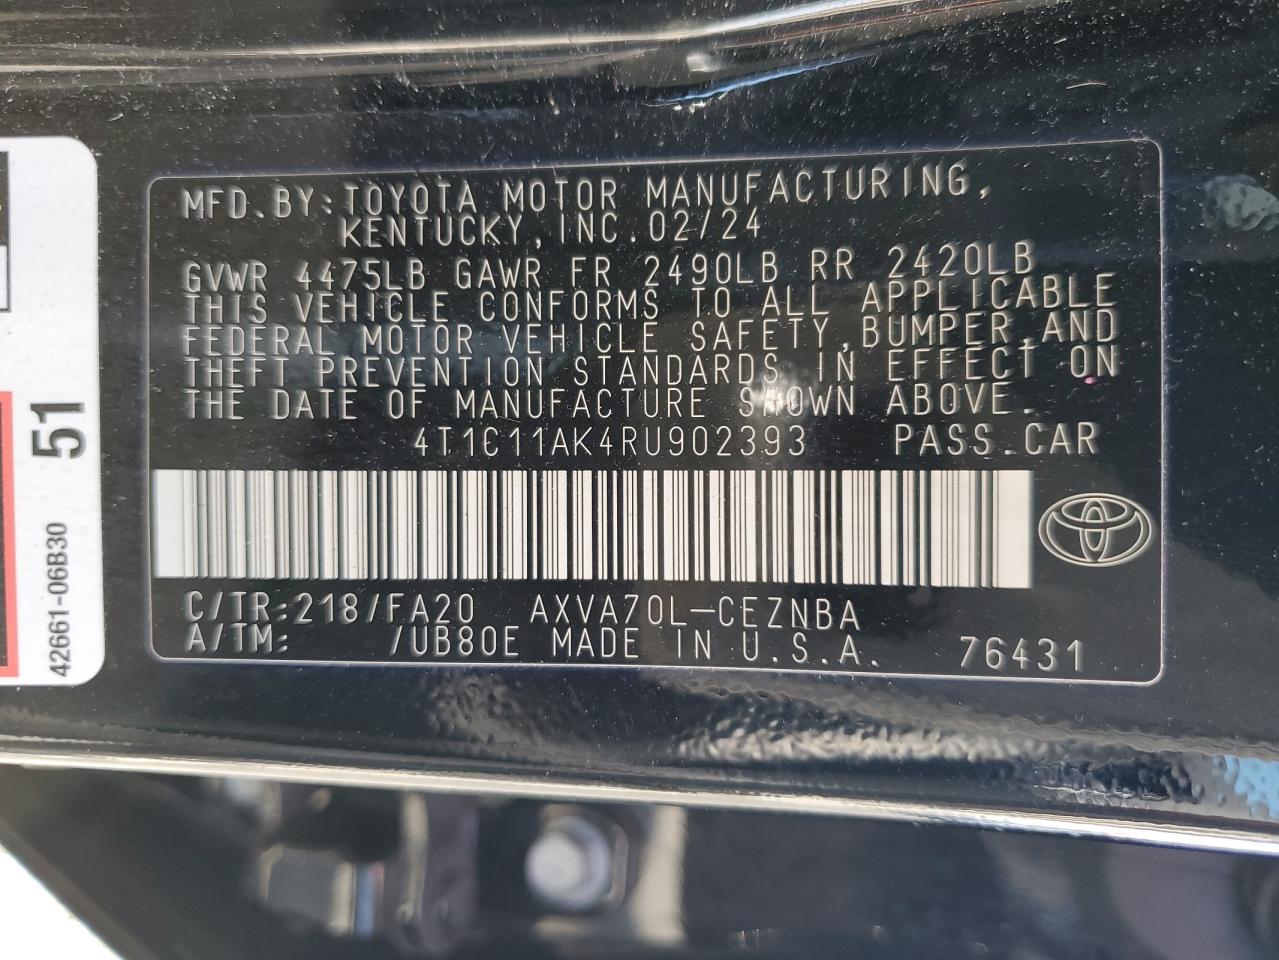 MFD.BY:TOYOTA MOTOR MANUFACTURING,
KENTUCKY,INC.02/24
GVWR 4475LB GAWR FR 2490LB RR 2420LB
THIS VEHICLE CONFORMS TO ALL APPLICABLE
FEDERAL MOTOR VEHICLE SAFETY,BUMPER,AND
THEFT PREVENTION STANDARDS IN EFFECT ON
THE DATE OF MANUFACTURE SHOWN ABOVE.
4T1C11AK4RU902393 PASS.CAR
C/TR:218/FA20 AXVA70L-CEZNBA
A/TM: /UB80E MADE IN U.S.A. 76431
51
42661-06B30